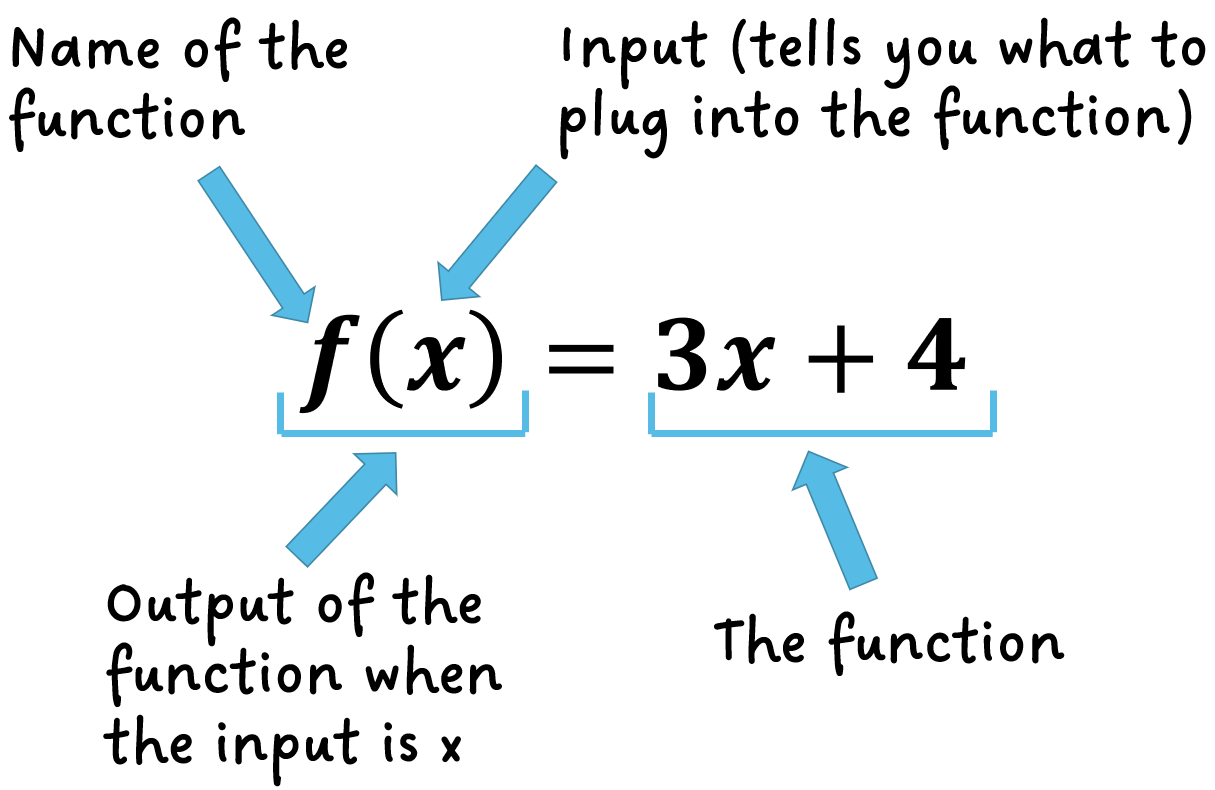 Name of the
function
Input (tells you what to
plug into the function)
f(x) = 3x + 4
Output of the
function when
the input is x
The function